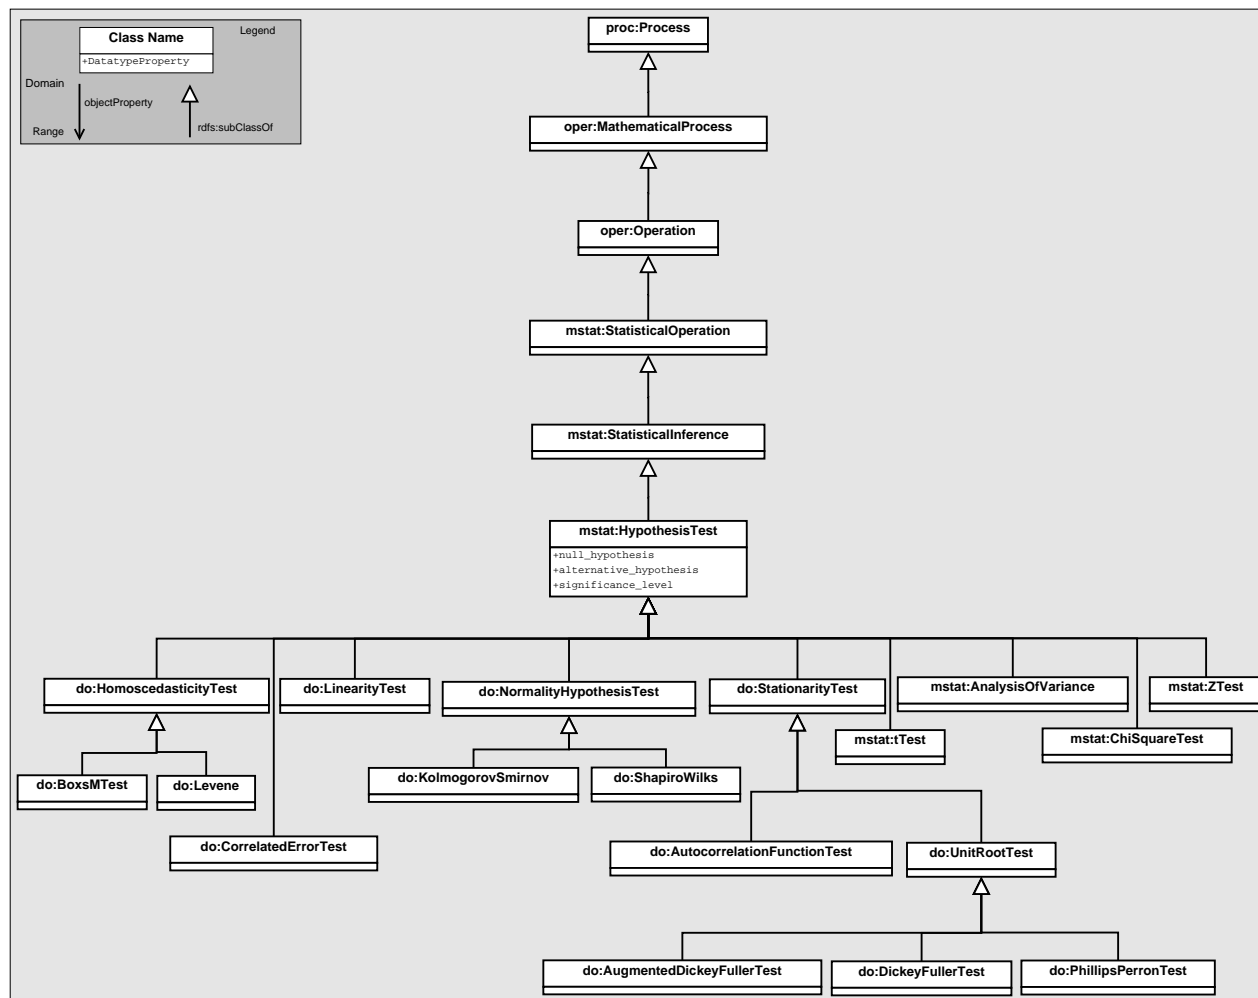 Class Name
Legend
+DatatypeProperty
Domain
objectProperty
Range
rdfs:subClassOf
proc:Process
oper:MathematicalProcess
oper:Operation
mstat:StatisticalOperation
mstat:StatisticalInference
mstat:HypothesisTest
+null_hypothesis
+alternative_hypothesis
+significance_level
do:HomoscedasticityTest
do:LinearityTest
do:NormalityHypothesisTest
do:StationarityTest
mstat:AnalysisOfVariance
mstat:ZTest
mstat:tTest
mstat:ChiSquareTest
do:BoxsMTest
do:Levene
do:KolmogorovSmirnov
do:ShapiroWilks
do:CorrelatedErrorTest
do:AutocorrelationFunctionTest
do:UnitRootTest
do:AugmentedDickeyFullerTest
do:DickeyFullerTest
do:PhillipsPerronTest